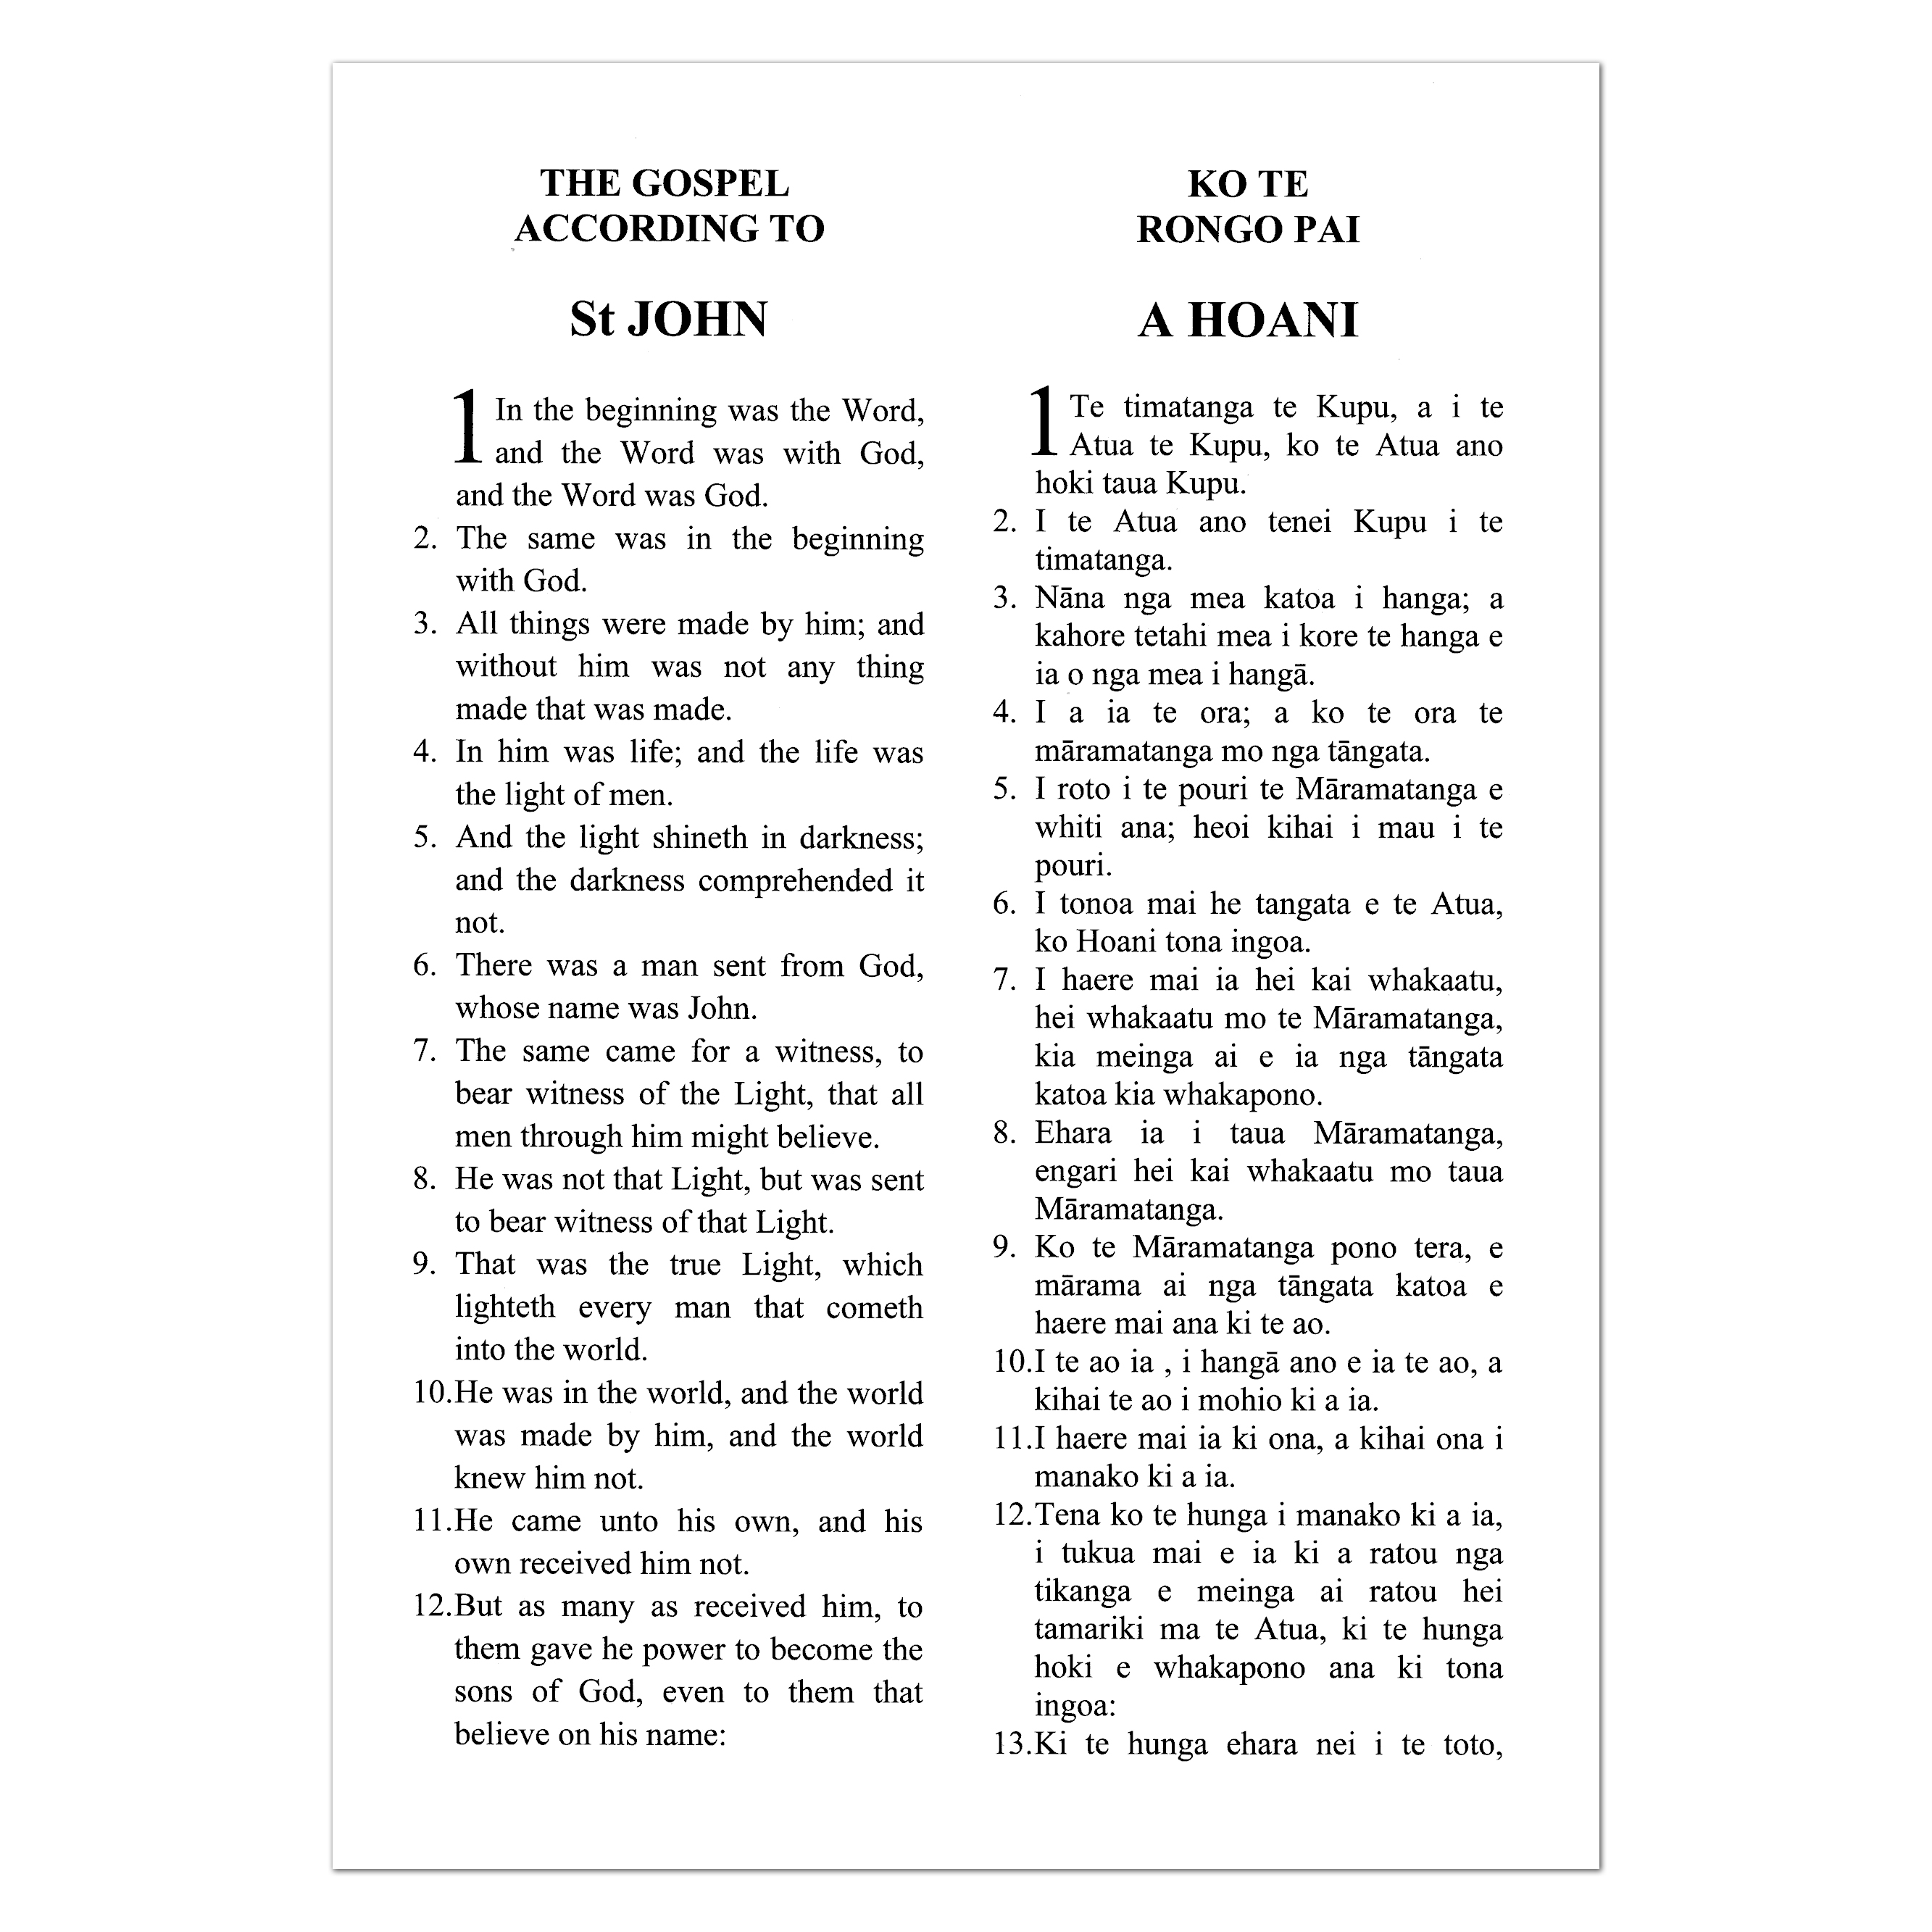 THE GOSPEL
ACCORDING TO
St JOHN
1 In the beginning was the Word,
and the Word was with God,
and the Word was God.
2. The same was in the beginning
with God.
3. All things were made by him; and
without him was not any thing
made that was made.
4. In him was life; and the life was
the light of men.
5. And the light shineth in darkness;
and the darkness comprehended it
not.
6. There was a man sent from God,
whose name was John.
7. The same came for a witness, to
bear witness of the Light, that all
men through him might believe.
8. He was not that Light, but was sent
to bear witness of that Light.
9. That was the true Light, which
lighteth every man that cometh
into the world.
10.He was in the world, and the world
was made by him, and the world
knew him not.
11.He came unto his own, and his
own received him not.
12.But as many as received him, to
them gave he power to become the
sons of God, even to them that
believe on his name:
KO TE
RONGO PAI
A HOANI
1 Te timatanga te Kupu, a i te
Atua te Kupu, ko te Atua ano
hoki taua Kupu.
2. I te Atua ano tenei Kupu i te
timatanga.
3. Nāna nga mea katoa i hanga; a
kahore tetahi mea i kore te hanga e
ia o nga mea i hangā.
4. I a ia te ora; a ko te ora te
māramatanga mo nga tāngata.
5. I roto i te pouri te Māramatanga e
whiti ana; heoi kihai i mau i te
pouri.
6. I tonoa mai he tangata e te Atua,
ko Hoani tona ingoa.
7. I haere mai ia hei kai whakaatu,
hei whakaatu mo te Māramatanga,
kia meinga ai e ia nga tāngata
katoa kia whakapono.
8. Ehara ia i taua Māramatanga,
engari hei kai whakaatu mo taua
Māramatanga.
9. Ko te Māramatanga pono tera, e
mārama ai nga tāngata katoa e
haere mai ana ki te ao.
10.I te ao ia , i hangā ano e ia te ao, a
kihai te ao i mohio ki a ia.
11.I haere mai ia ki ona, a kihai ona i
manako ki a ia.
12.Tena ko te hunga i manako ki a ia,
i tukua mai e ia ki a ratou nga
tikanga e meinga ai ratou hei
tamariki ma te Atua, ki te hunga
hoki e whakapono ana ki tona
ingoa:
13.Ki te hunga ehara nei i te toto,